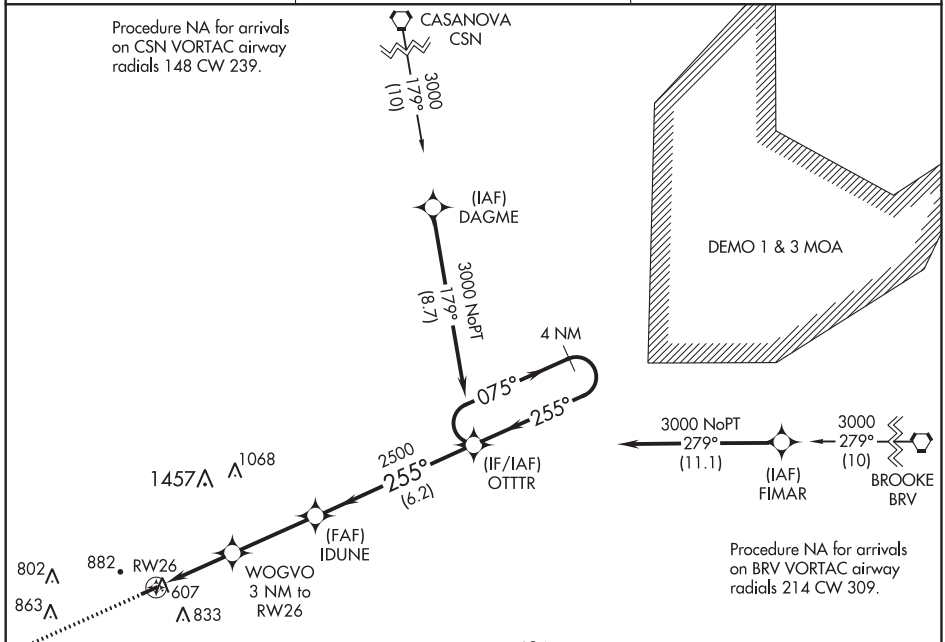 Procedure NA for arrivals
on CSN VORTAC airway
radials 148 CW 239.
CASANOVA
CSN
3000
179°
(10)
(IAF)
DAGME
DEMO 1 & 3 MOA
3000 NoPT
179°
(8.7)
4 NM
075°
255°
3000 NoPT
279°
(11.1)
3000
279°
(10)
(IAF)
FIMAR
BROOKE
BRV
2500
255°
(6.2)
(IF/IAF)
OTTTR
1457
1068
(FAF)
IDUNE
WOGVO
3 NM to
RW26
802
882
RW26
607
863
833
Procedure NA for arrivals
on BRV VORTAC airway
radials 214 CW 309.